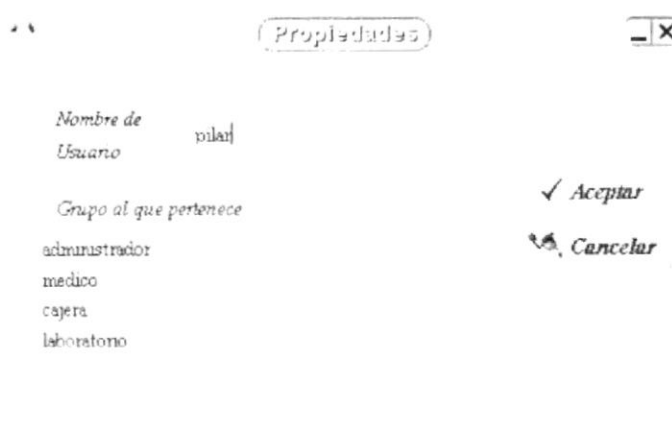 Propiedades
Nombre de
Usuario
pilar
Grupo al que pertenece
administrador
medico
cajera
laboratorio
Aceptar
Cancelar